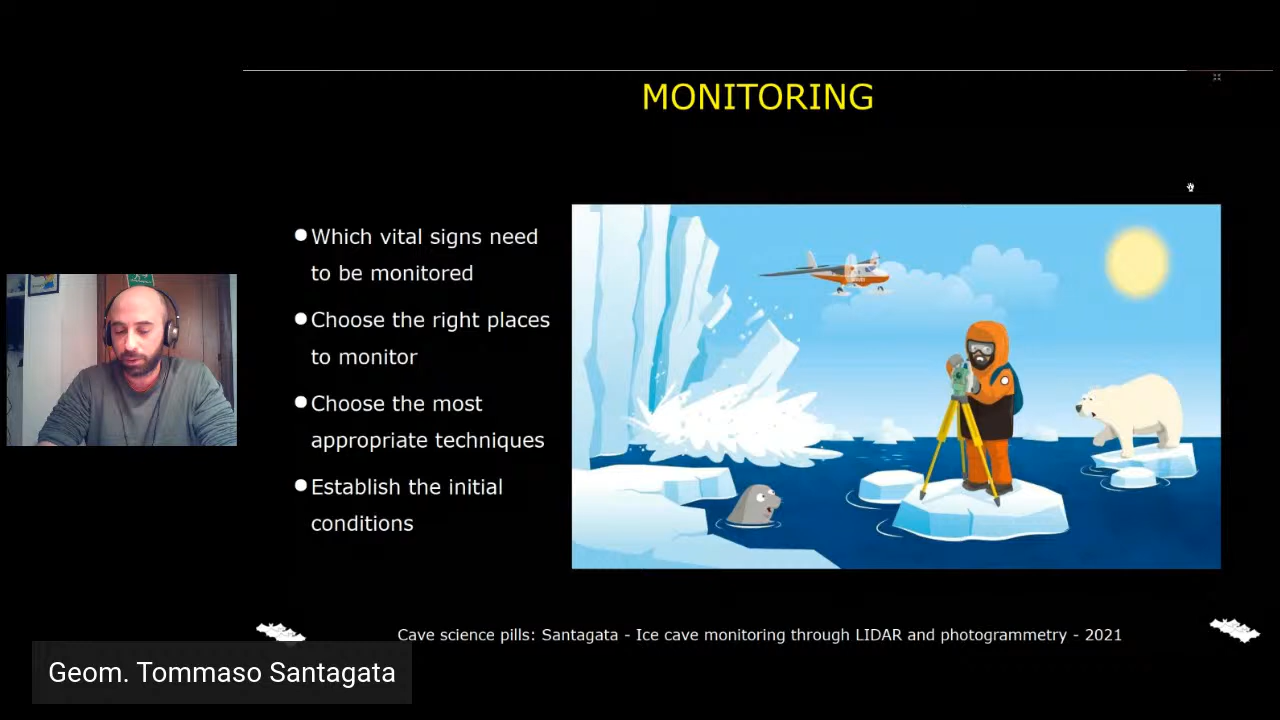 MONITORING
Which vital signs need
to be monitored
Choose the right places
to monitor
Choose the most
appropriate techniques
Establish the initial
conditions
Cave science pills: Santagata - Ice cave monitoring through LIDAR and photogrammetry - 2021
Geom. Tommaso Santagata